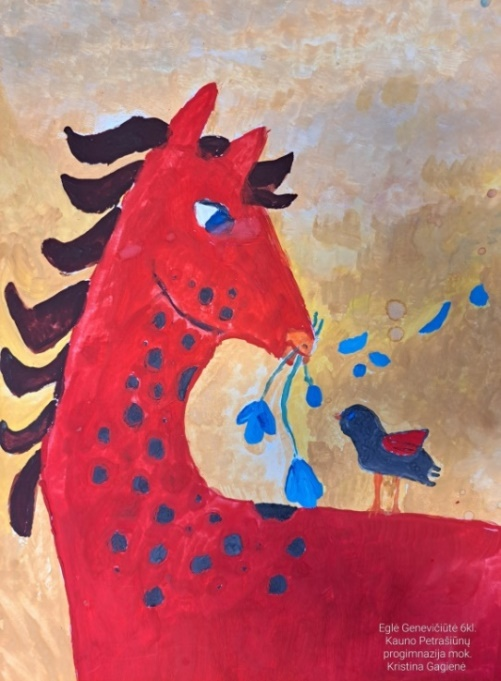 Eglė Genevičiūtė 6kl.
Kauno Petrašiūnų
progimnazija mok.
Kristina Gagienė